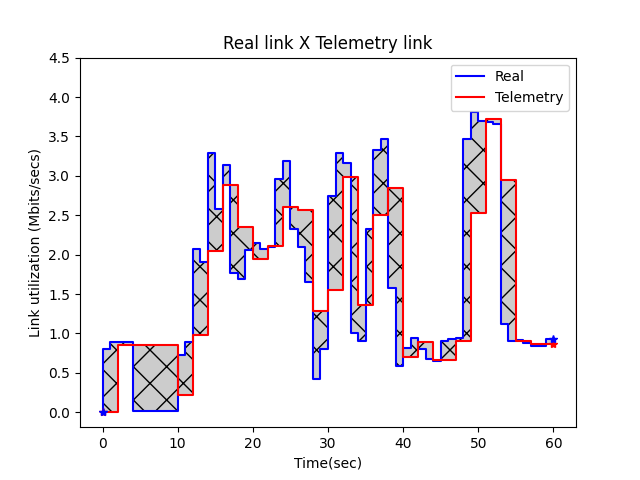 Real link X Telemetry link
Real
Telemetry
Link utilization (Mbits/secs)
4.5
4.0
3.5
3.0
2.5
2.0
1.5
1.0
0.5
0.0
0 10 20 30 40 50 60
Time(sec)